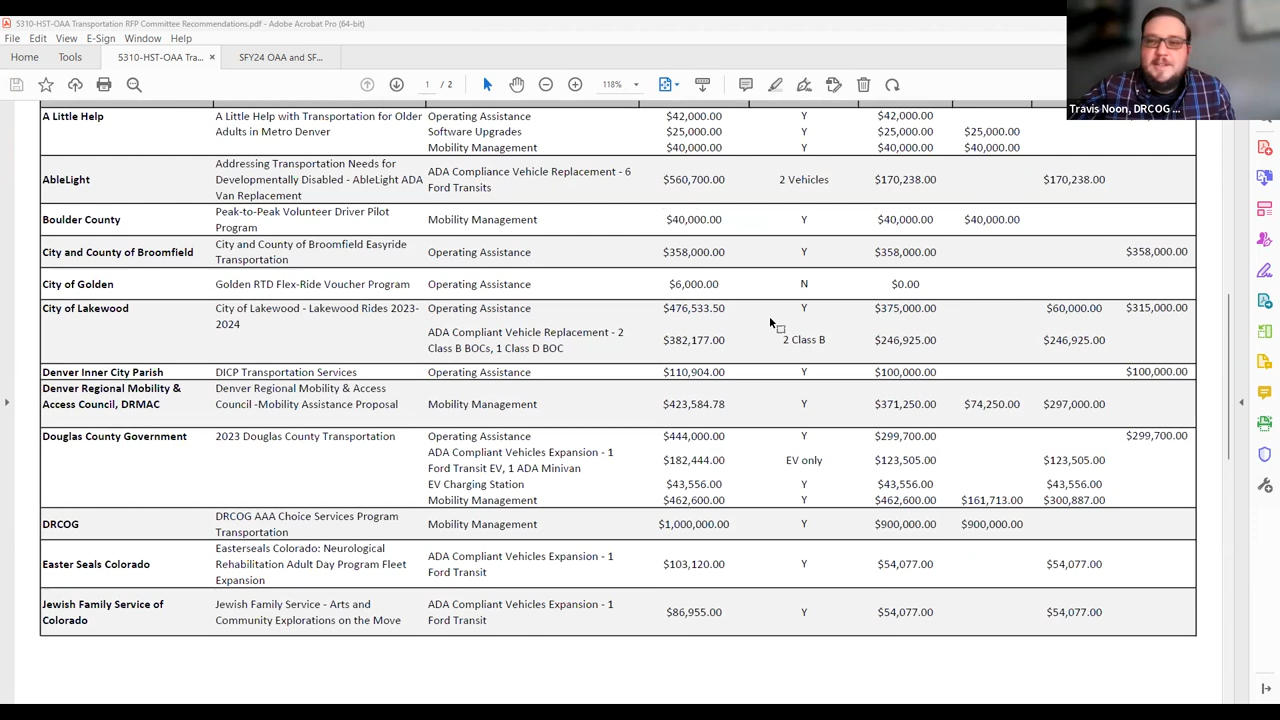 5310-HST-OAA Transportation RFP Committee Recommendations.pdf - Adobe Acrobat Pro (64-bit)
File Edit View E-Sign Window Help
Home Tools 5310-HST-OAA Tra... × SFY24 OAA and SF...
1 / 2 118%
Travis Noon, DRCOG ...
A Little Help A Little Help with Transportation for Older Operating Assistance $42,000.00 Y $42,000.00
Adults in Metro Denver Software Upgrades $25,000.00 Y $25,000.00 $25,000.00
Mobility Management $40,000.00 Y $40,000.00 $40,000.00
Addressing Transportation Needs for
AbleLight Developmentally Disabled - AbleLight ADA ADA Compliance Vehicle Replacement - 6 $560,700.00 2 Vehicles $170,238.00 $170,238.00
Van Replacement Ford Transits
Boulder County Peak-to-Peak Volunteer Driver Pilot Mobility Management $40,000.00 Y $40,000.00 $40,000.00
Program
City and County of Broomfield City and County of Broomfield Easyride Operating Assistance $358,000.00 Y $358,000.00 $358,000.00
Transportation
City of Golden Golden RTD Flex-Ride Voucher Program Operating Assistance $6,000.00 N $0.00
City of Lakewood City of Lakewood - Lakewood Rides 2023- Operating Assistance $476,533.50 Y $375,000.00 $60,000.00 $315,000.00
2024
ADA Compliant Vehicle Replacement - 2 $382,177.00 2 Class B $246,925.00 $246,925.00
Class B BOCs, 1 Class D BOC
Denver Inner City Parish DICP Transportation Services Operating Assistance $110,904.00 Y $100,000.00 $100,000.00
Denver Regional Mobility & Denver Regional Mobility & Access
Access Council, DRMAC Council -Mobility Assistance Proposal Mobility Management $423,584.78 Y $371,250.00 $74,250.00 $297,000.00
Douglas County Government 2023 Douglas County Transportation Operating Assistance $444,000.00 Y $299,700.00 $299,700.00
ADA Compliant Vehicles Expansion - 1 $182,444.00 EV only $123,505.00 $123,505.00
Ford Transit EV, 1 ADA Minivan
EV Charging Station $43,556.00 Y $43,556.00 $43,556.00
Mobility Management $462,600.00 Y $462,600.00 $161,713.00 $300,887.00
DRCOG DRCOG AAA Choice Services Program Mobility Management $1,000,000.00 Y $900,000.00 $900,000.00
Transportation
Easterseals Colorado: Neurological
Easter Seals Colorado Rehabilitation Adult Day Program Fleet ADA Compliant Vehicles Expansion - 1 $103,120.00 Y $54,077.00 $54,077.00
Expansion Ford Transit
Jewish Family Service of Jewish Family Service - Arts and ADA Compliant Vehicles Expansion - 1 $86,955.00 Y $54,077.00 $54,077.00
Colorado Community Explorations on the Move Ford Transit